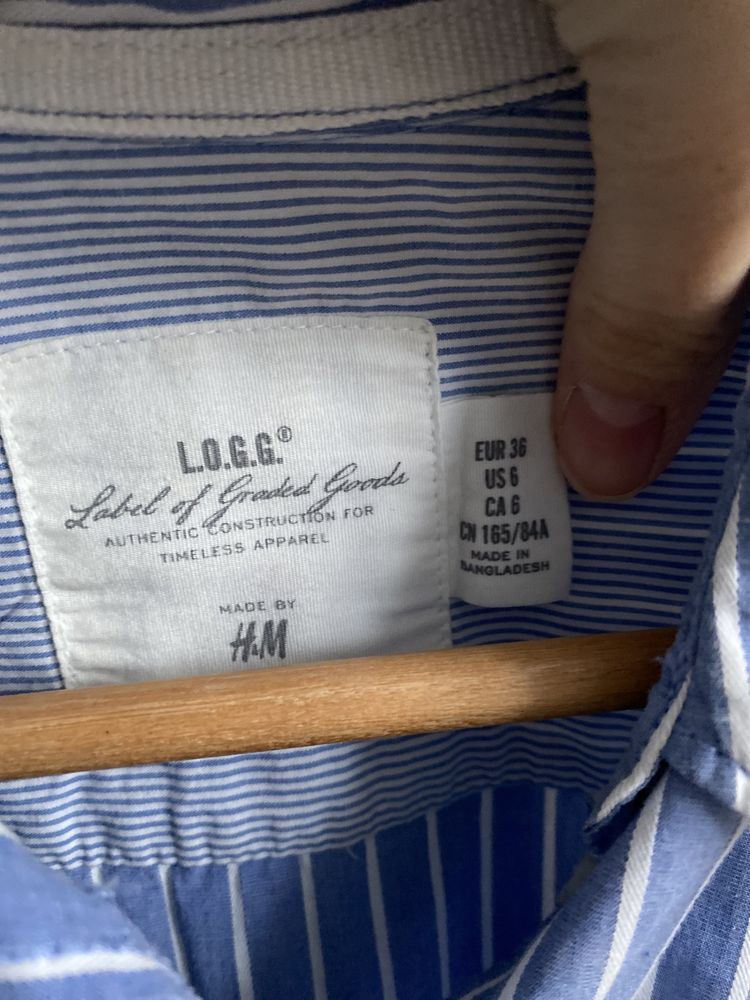 L.O.G.G.®
Label of Graded Goods
AUTHENTIC CONSTRUCTION FOR
TIMELESS APPAREL
MADE BY
H&M
EUR 36
US 6
CA 6
CN 165/84A
MADE IN
BANGLADESH